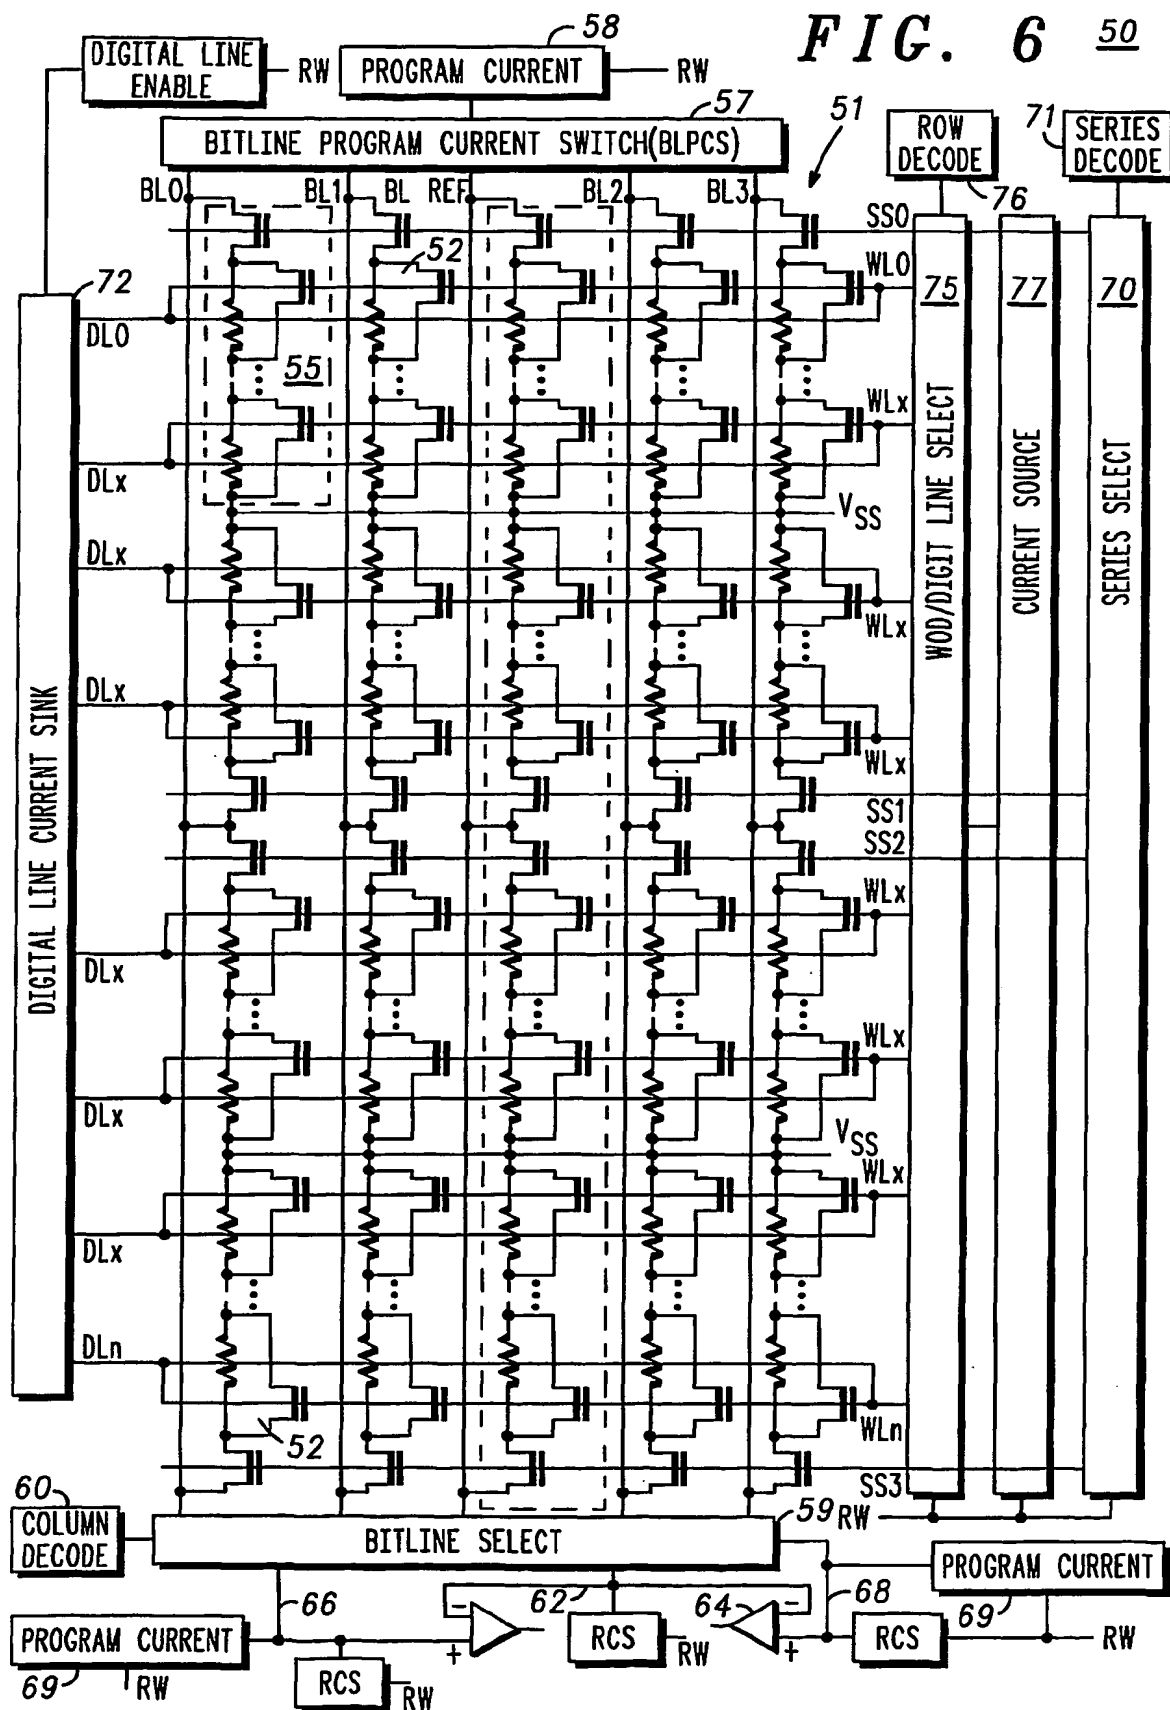 FIG. 6 50
58
DIGITAL LINE
ENABLE
RW
PROGRAM CURRENT
RW
57
BITLINE PROGRAM CURRENT SWITCH(BLPCS)
51
ROW
DECODE
76
71
SERIES
DECODE
BL0
BL1
BL
REF
BL2
BL3
SS0
52
WL0
72
75
77
70
DL0
55
WLx
DLx
VSS
DLx
WLx
DLx
WLx
SS1
SS2
WLx
DLx
WLx
DLx
VSS
WLx
DLx
DLn
WLn
52
SS3
DIGITAL LINE CURRENT SINK
WOD/DIGIT LINE SELECT
CURRENT SOURCE
SERIES SELECT
60
COLUMN
DECODE
BITLINE SELECT
59
RW
PROGRAM CURRENT
69
66
62
64
68
PROGRAM CURRENT
69
RW
-
+
RCS
RW
-
+
RCS
RW
RCS
RW